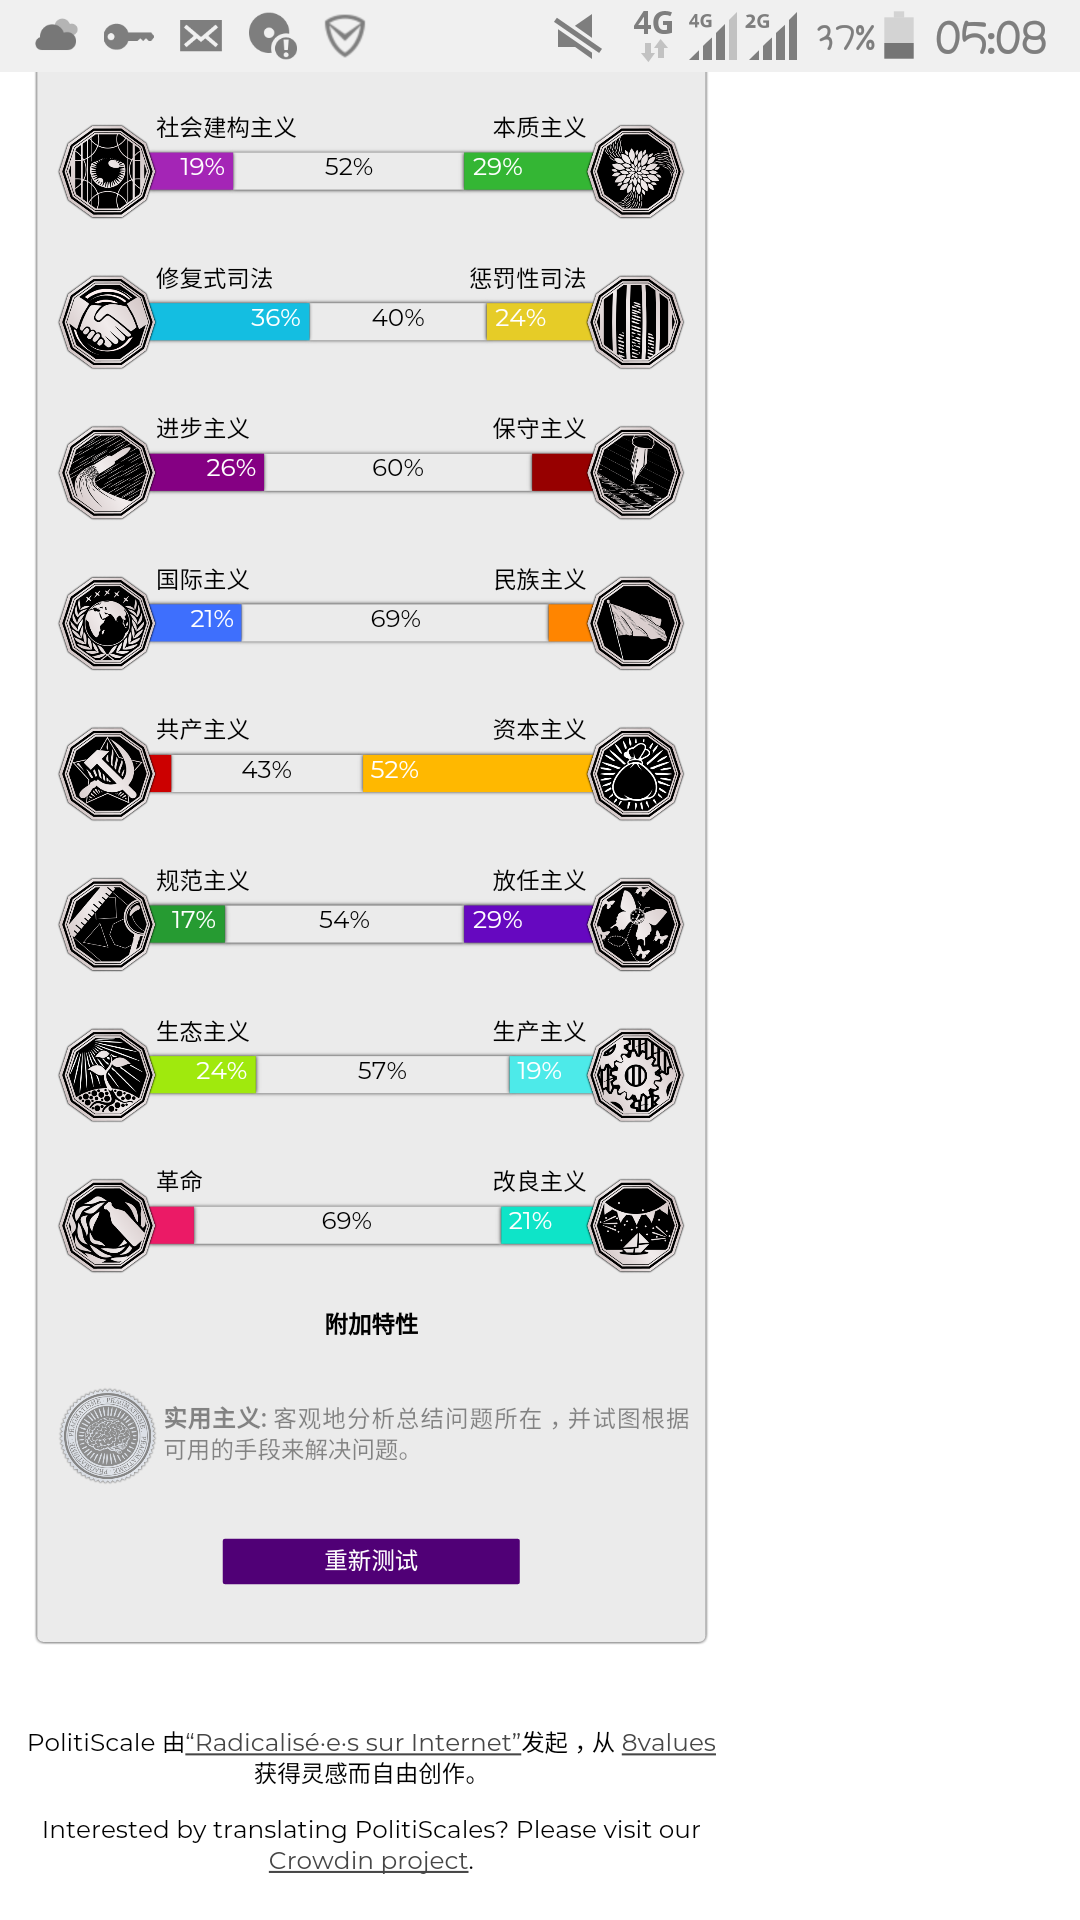 4G 4G 2G 37% 05:08
社会建构主义 本质主义
19% 52% 29%
修复式司法 惩罚性司法
36% 40% 24%
进步主义 保守主义
26% 60%
国际主义 民族主义
21% 69%
共产主义 资本主义
43% 52%
规范主义 放任主义
17% 54% 29%
生态主义 生产主义
24% 57% 19%
革命 改良主义
69% 21%
附加特性
实用主义: 客观地分析总结问题所在，并试图根据
可用的手段来解决问题。
重新测试
PolitiScale 由“Radicalisé·e·s sur Internet”发起，从 8values
获得灵感而自由创作。
Interested by translating PolitiScales? Please visit our
Crowdin project.